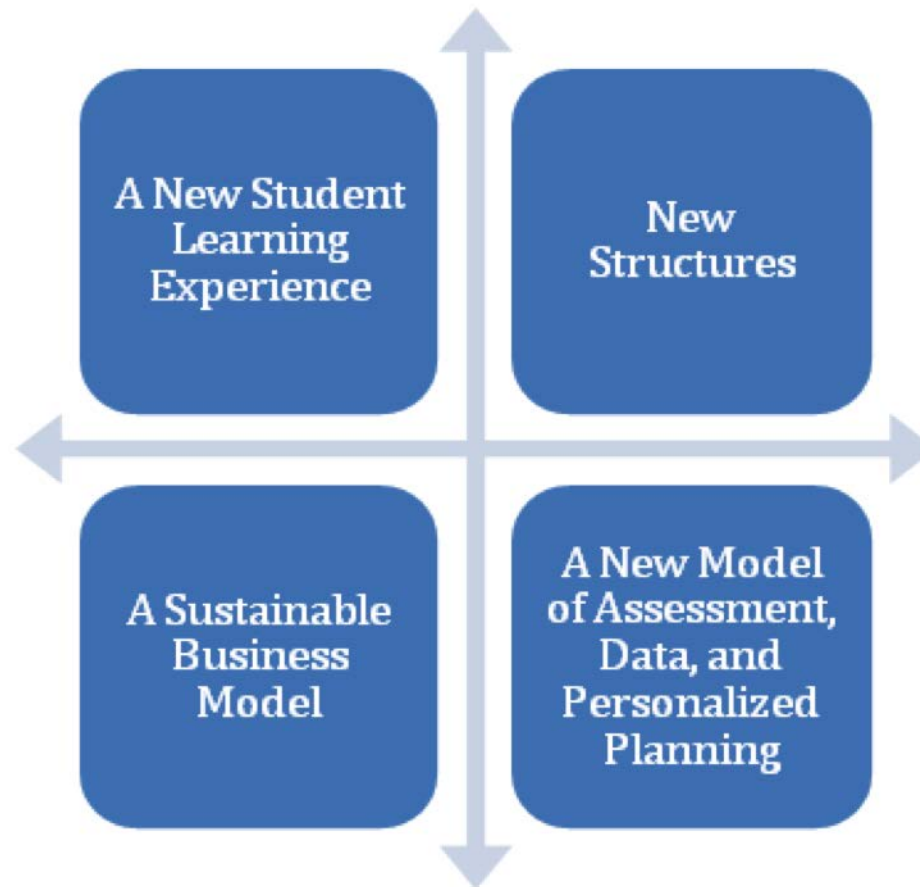 A New Student
Learning
Experience
New
Structures
A Sustainable
Business
Model
A New Model
of Assessment,
Data, and
Personalized
Planning